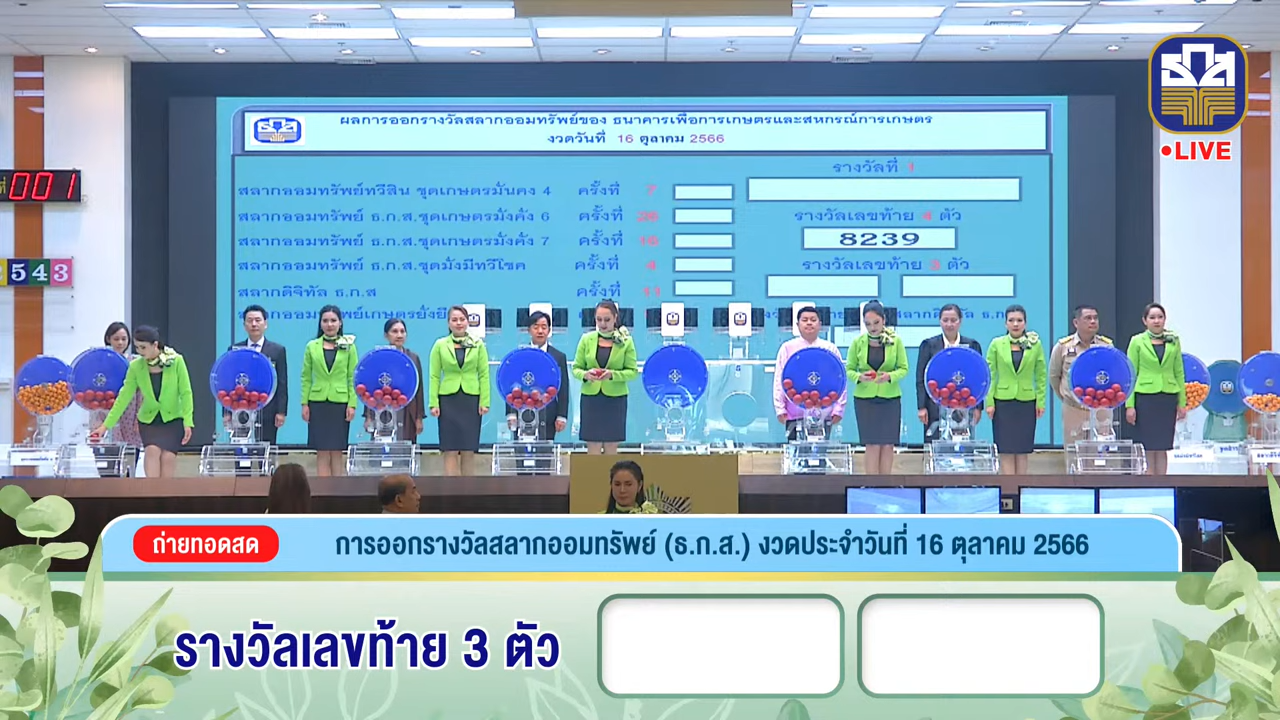 ธกส
LIVE
ผลการออกรางวัลสลากออมทรัพย์ของ ธนาคารเพื่อการเกษตรและสหกรณ์การเกษตร
งวดวันที่ 16 ตุลาคม 2566
รางวัลที่ 1
สลากออมทรัพย์ทวีสิน ชุดเกษตรมั่นคง 4 ครั้งที่ 7
สลากออมทรัพย์ ธ.ก.ส.ชุดเกษตรมั่งคั่ง 6 ครั้งที่
รางวัลเลขท้าย 4 ตัว
สลากออมทรัพย์ ธ.ก.ส.ชุดเกษตรมั่งคั่ง 7 ครั้งที่
8239
สลากออมทรัพย์ ธ.ก.ส.ชุดมั่งมีทวีโชค ครั้งที่
รางวัลเลขท้าย 3 ตัว
สลากดิจิทัล ธ.ก.ส ครั้งที่ 11
ที่ 001
2543
ถ่ายทอดสด
การออกรางวัลสลากออมทรัพย์ (ธ.ก.ส.) งวดประจำวันที่ 16 ตุลาคม 2566
รางวัลเลขท้าย 3 ตัว